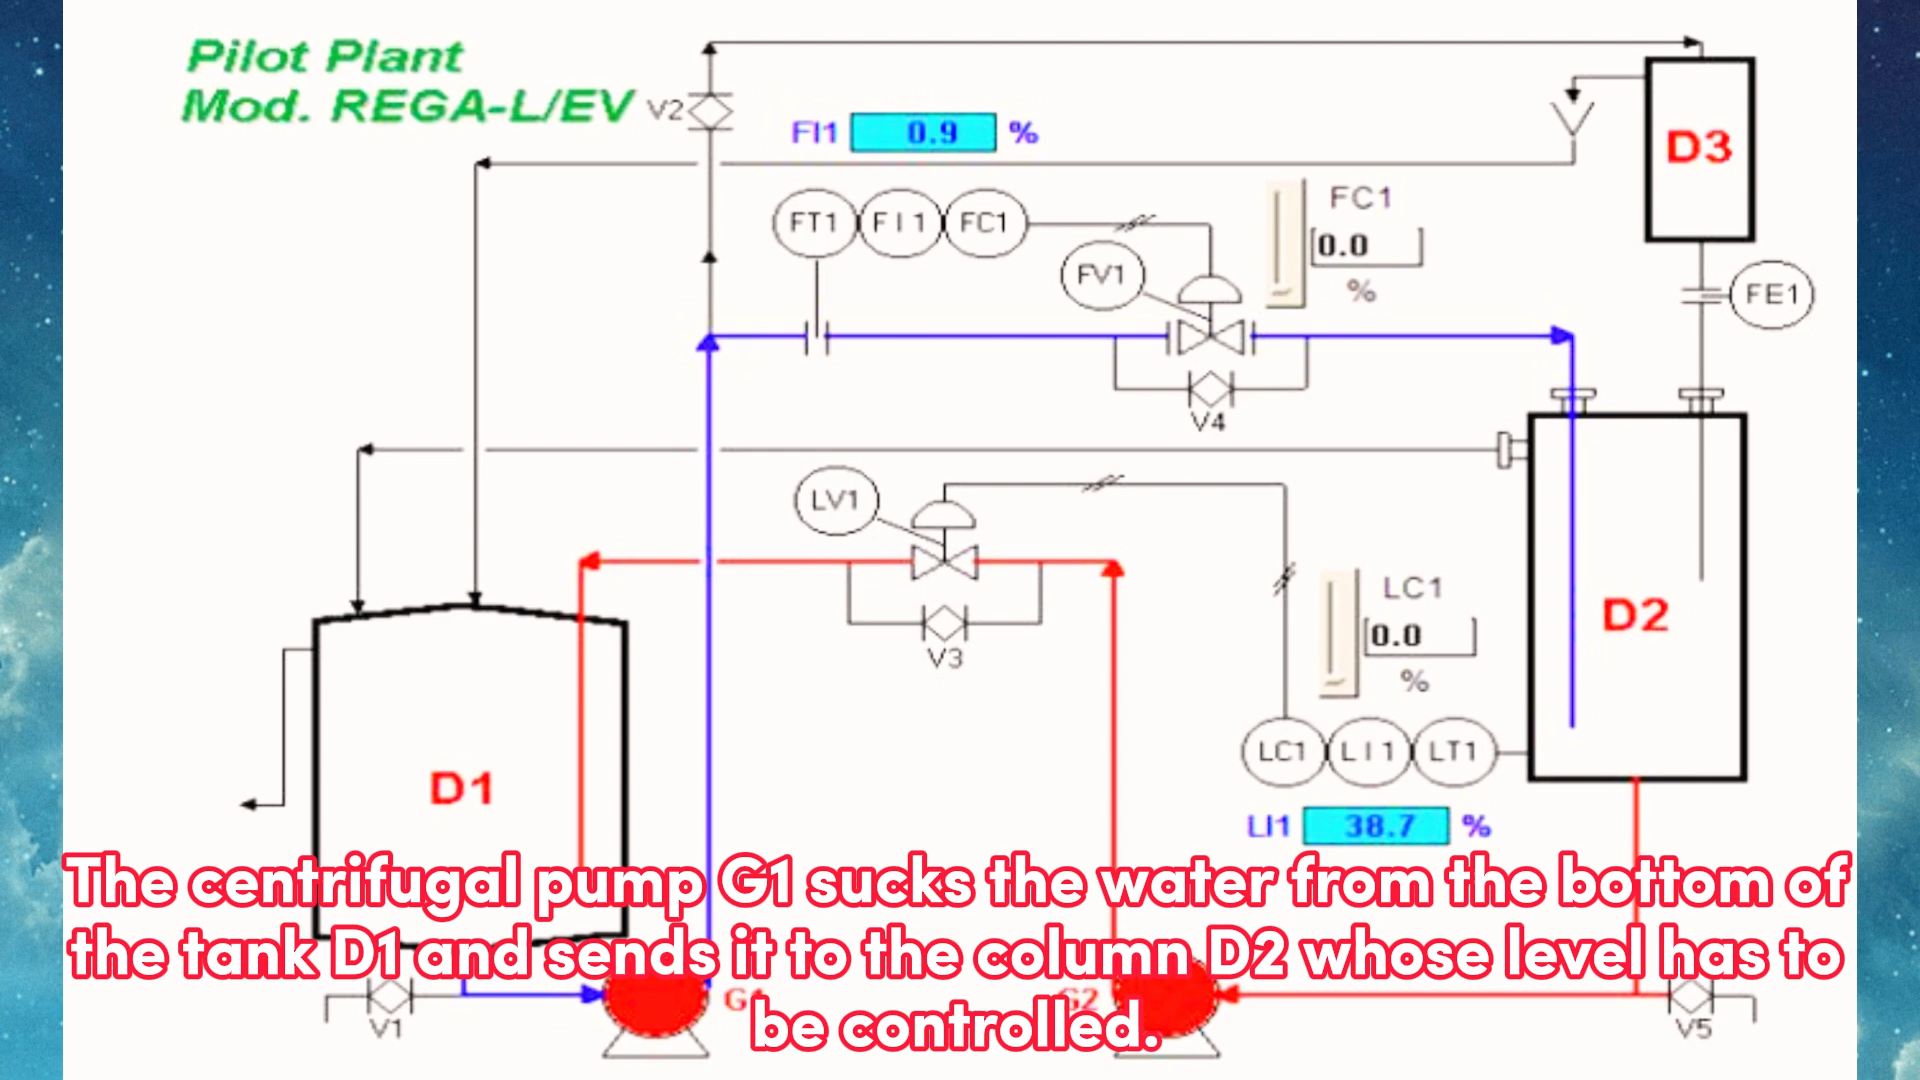 Pilot Plant
Mod. REGA-L/EV
V2
FI1 0.9 %
D3
FT1 FI1 FC1
FC1
0.0
%
FV1
FE1
V4
LV1
V3
LC1
0.0
%
D2
LC1 LI1 LT1
D1
LI1 38.7 %
The centrifugal pump G1 sucks the water from the bottom of
the tank D1 and sends it to the column D2 whose level has to
be controlled.
G1
G2
V1
V5